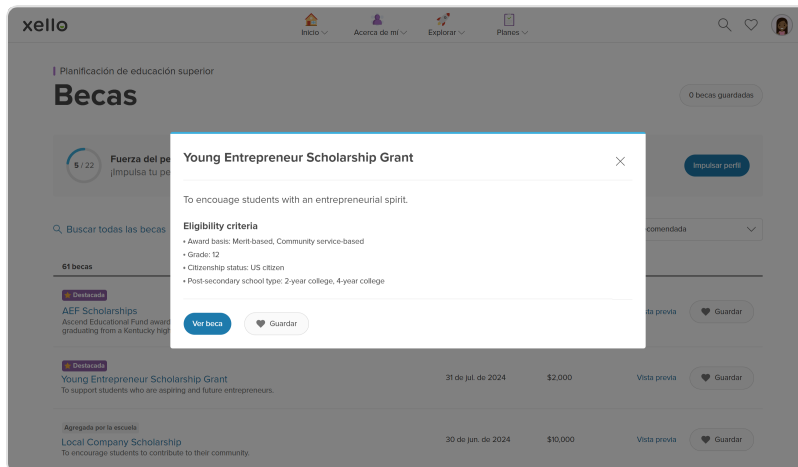 xello
Inicio
Acerca de mí
Explorar
Planes
Planificación de educación superior
Becas
0 becas guardadas
5 / 22
Fuerza del pe
¡Impulsa tu pe
Impulsar perfil
Young Entrepreneur Scholarship Grant
To encouage students with an entrepreneurial spirit.
Eligibility criteria
• Award basis: Merit-based, Community service-based
• Grade: 12
• Citizenship status: US citizen
• Post-secondary school type: 2-year college, 4-year college
Ver beca
Guardar
Buscar todas las becas
comendada
61 becas
Destacada
AEF Scholarships
Ascend Educational Fund award
graduating from a Kentucky high
sta previa
Guardar
Destacada
Young Entrepreneur Scholarship Grant
To support students who are aspiring and future entrepreneurs.
31 de jul. de 2024
$2,000
Vista previa
Guardar
Agregada por la escuela
Local Company Scholarship
To encourage students to contribute to their community.
30 de jun. de 2024
$10,000
Vista previa
Guardar